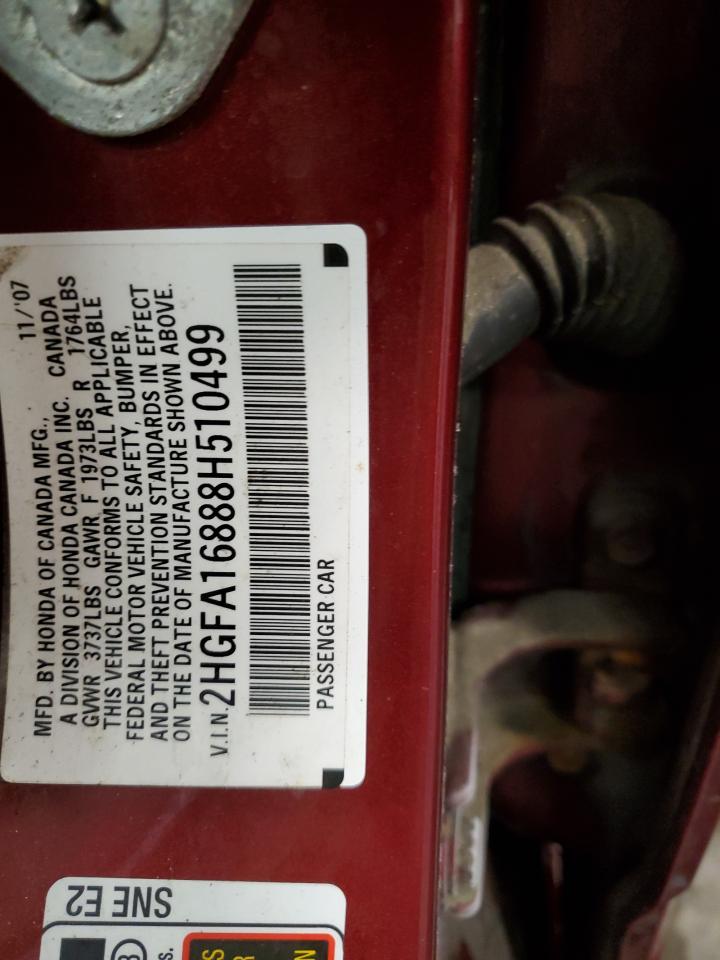 MFD. BY HONDA OF CANADA MFG., 11/'07
A DIVISION OF HONDA CANADA INC. CANADA
GVWR 3737LBS GAWR F 1973LBS R 1764LBS
THIS VEHICLE CONFORMS TO ALL APPLICABLE
FEDERAL MOTOR VEHICLE SAFETY, BUMPER,
AND THEFT PREVENTION STANDARDS IN EFFECT
ON THE DATE OF MANUFACTURE SHOWN ABOVE.
V.I.N. 2HGFA16888H510499
PASSENGER CAR
SNE E2